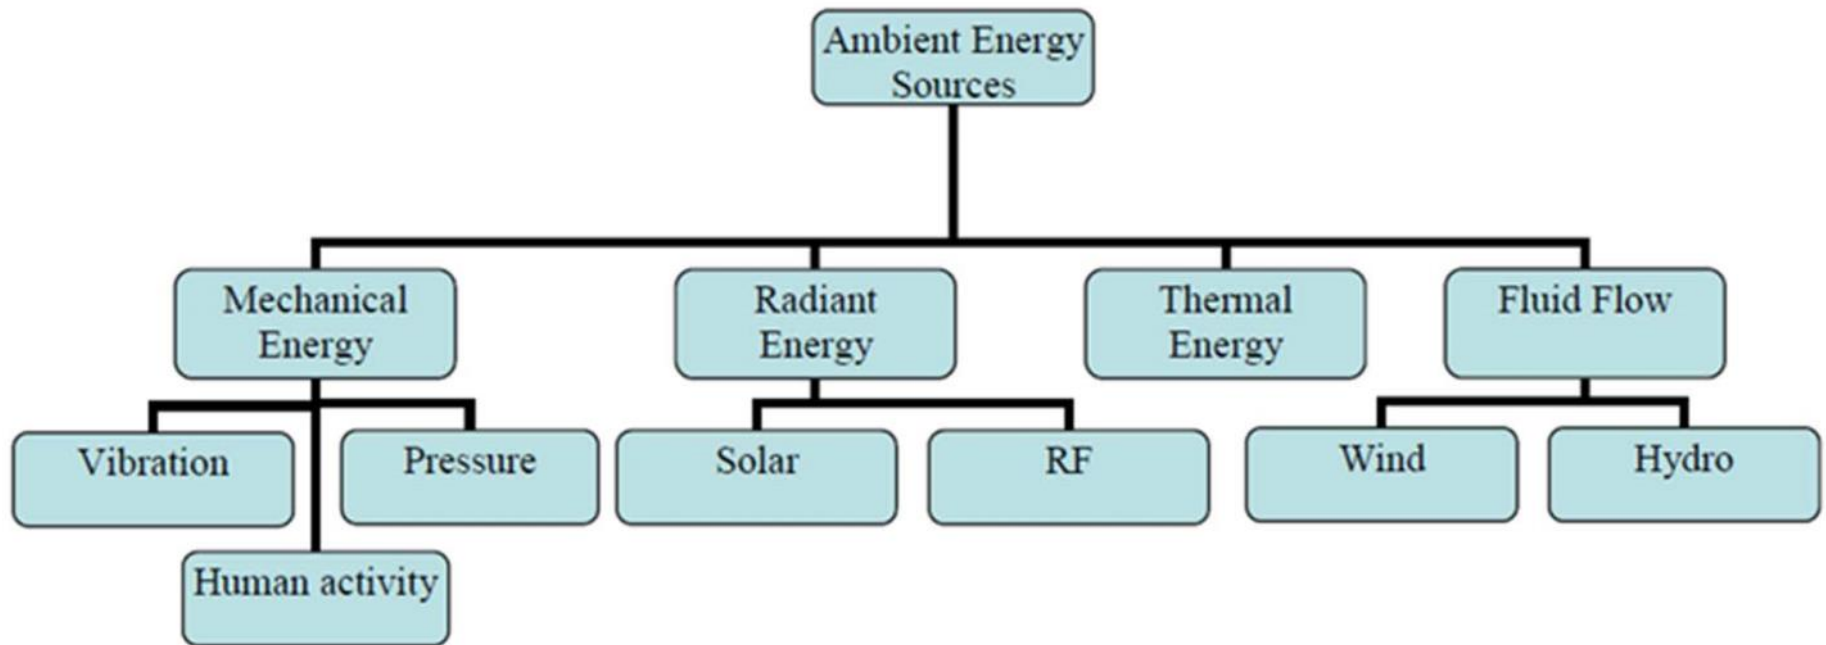 Ambient Energy
Sources
Mechanical
Energy
Radiant
Energy
Thermal
Energy
Fluid Flow
Vibration
Pressure
Solar
RF
Wind
Hydro
Human activity